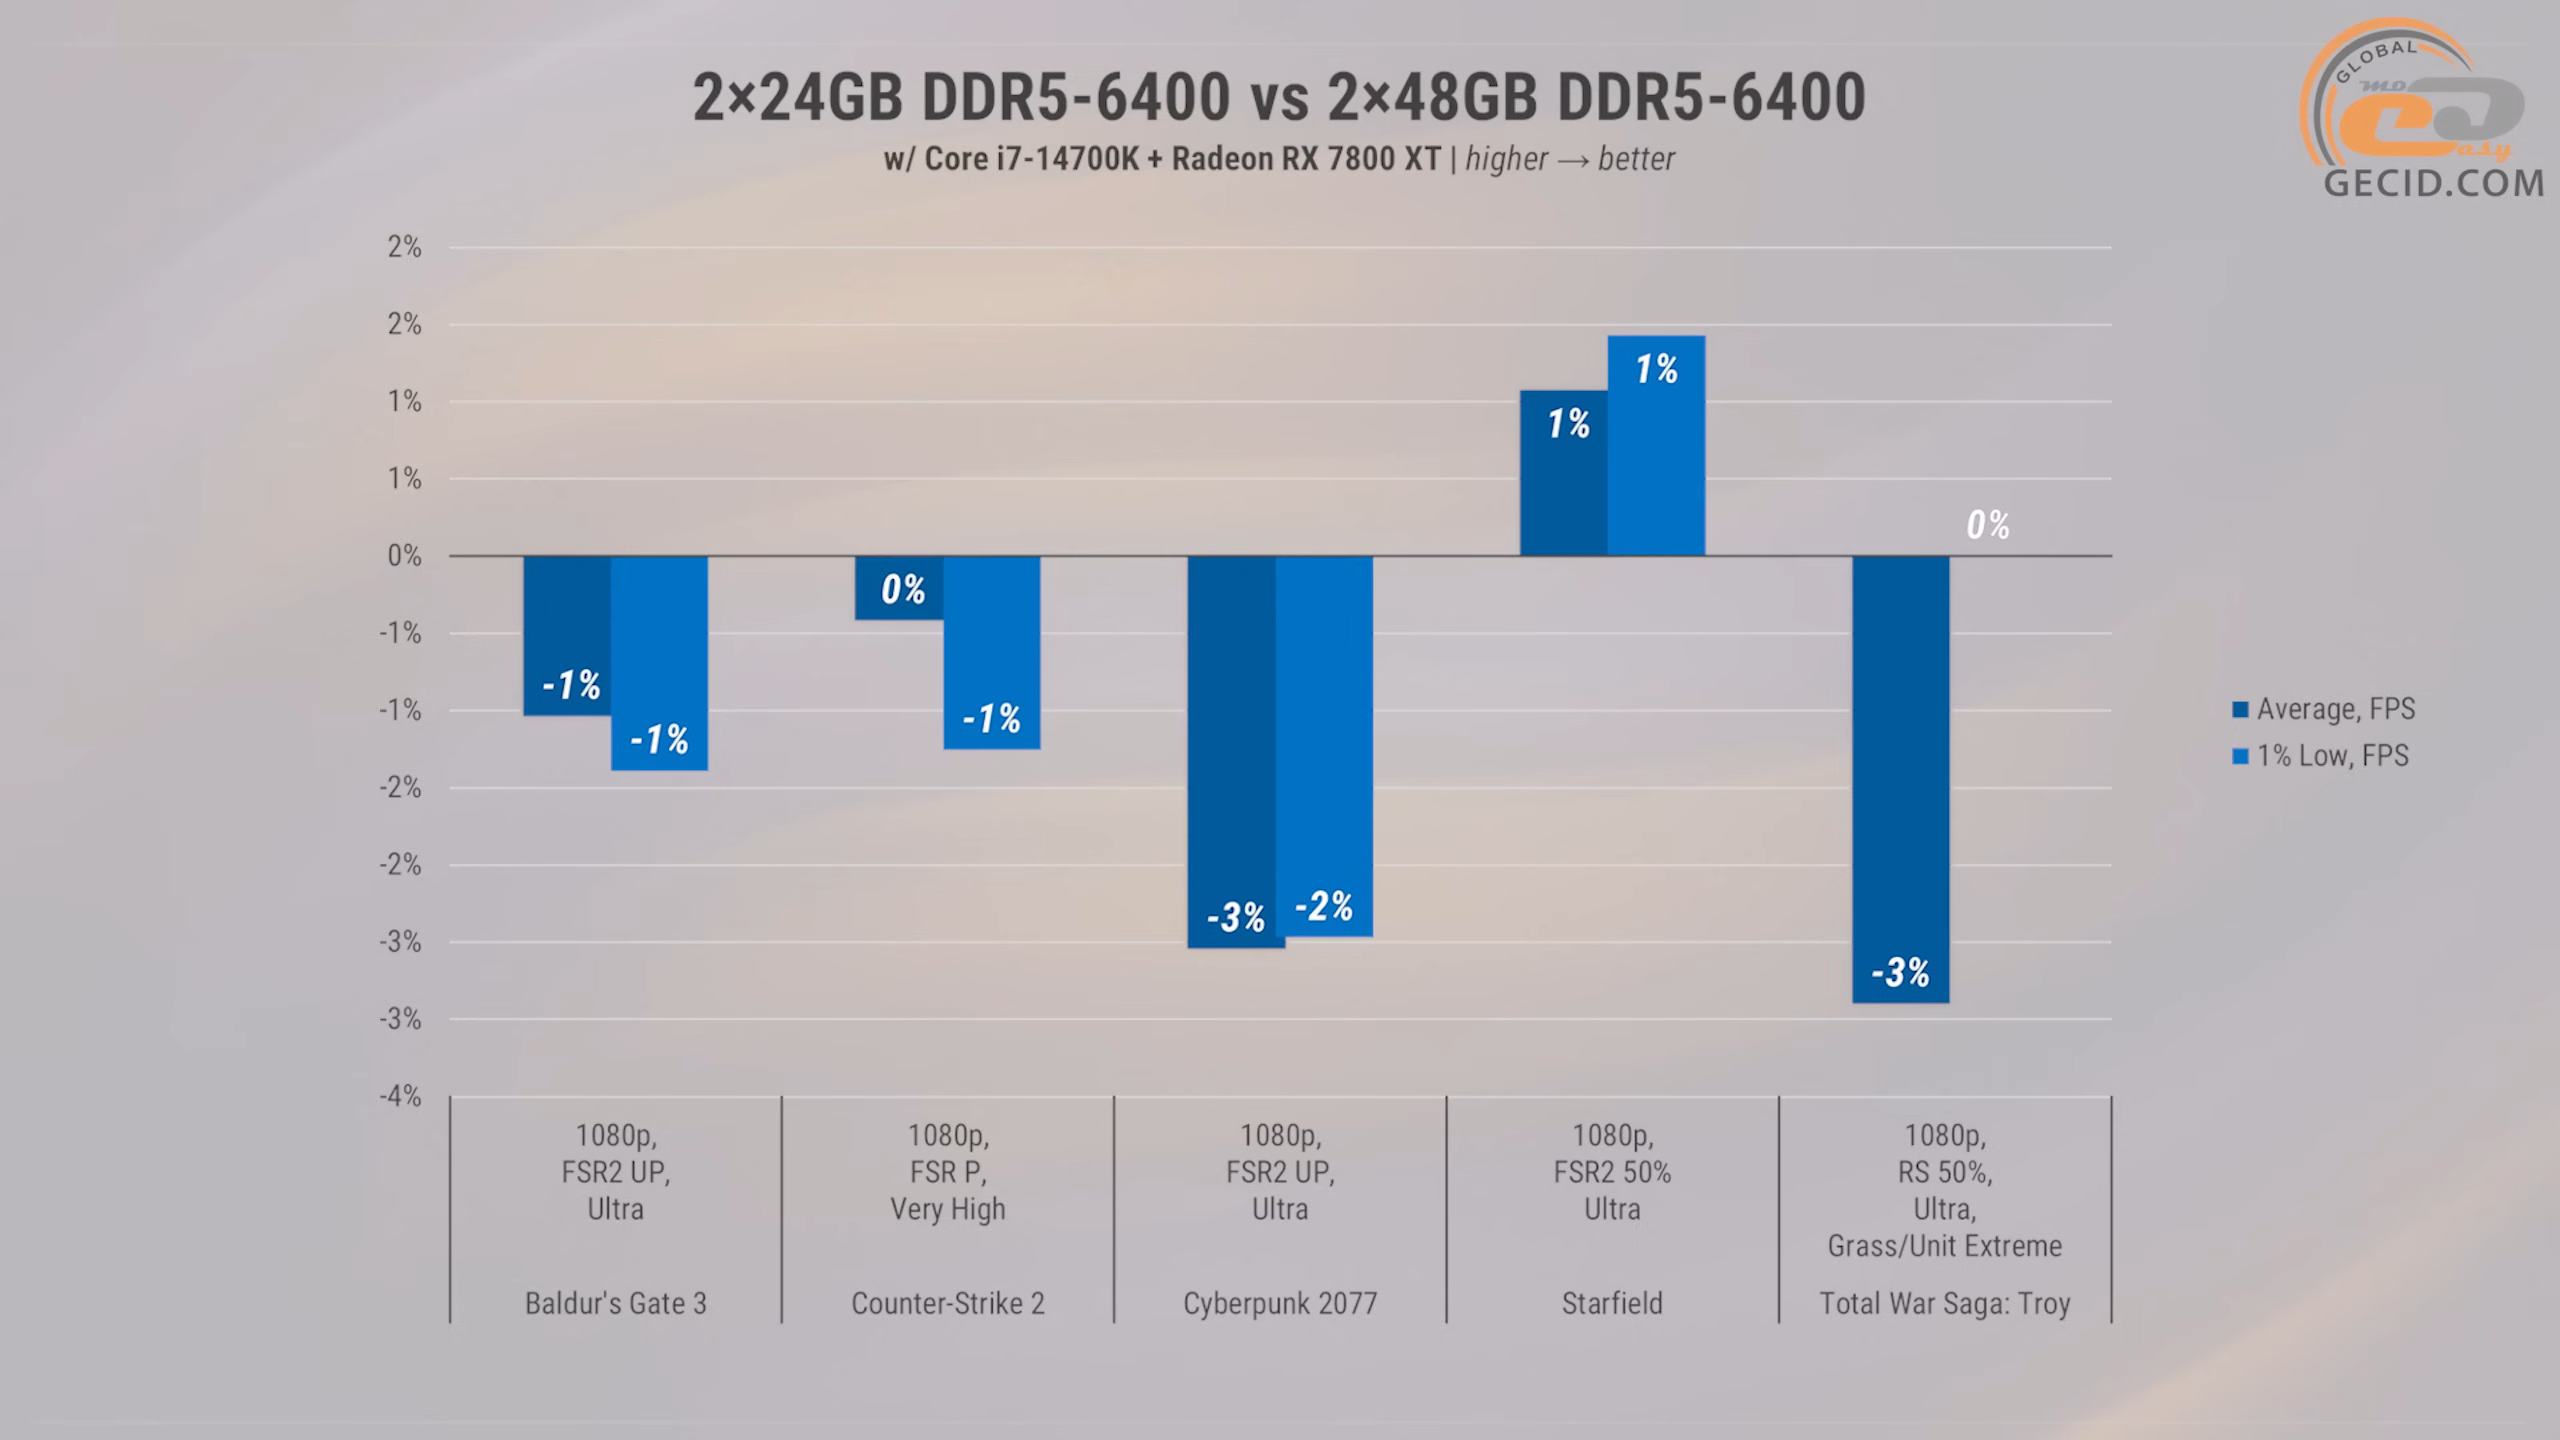 2×24GB DDR5-6400 vs 2×48GB DDR5-6400
w/ Core i7-14700K + Radeon RX 7800 XT | higher → better
GLOBAL
easy
GECID.COM
2%
2%
1%
1%
0%
-1%
-1%
-2%
-2%
-3%
-3%
-4%
-1%
-1%
0%
-1%
-3%
-2%
1%
1%
-3%
0%
Average, FPS
1% Low, FPS
1080p,
FSR2 UP,
Ultra
Baldur's Gate 3
1080p,
FSR P,
Very High
Counter-Strike 2
1080p,
FSR2 UP,
Ultra
Cyberpunk 2077
1080p,
FSR2 50%
Ultra
Starfield
1080p,
RS 50%,
Ultra,
Grass/Unit Extreme
Total War Saga: Troy